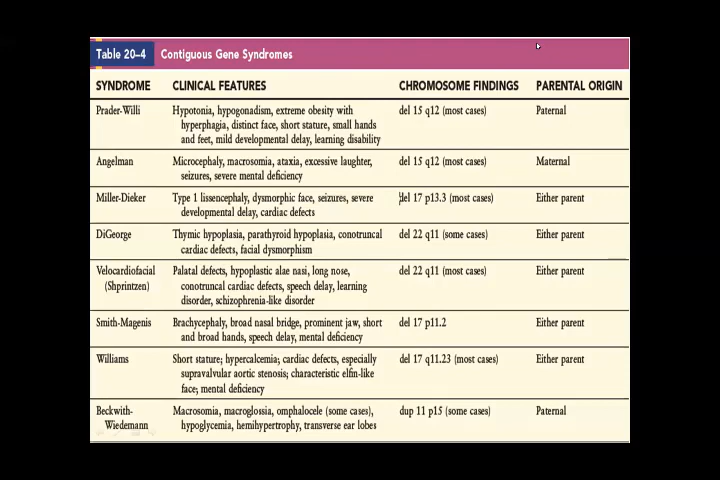 Table 20–4 Contiguous Gene Syndromes
SYNDROME CLINICAL FEATURES CHROMOSOME FINDINGS PARENTAL ORIGIN
Prader-Willi Hypotonia, hypogonadism, extreme obesity with del 15 q12 (most cases) Paternal
hyperphagia, distinct face, short stature, small hands
and feet, mild developmental delay, learning disability
Angelman Microcephaly, macrosomia, ataxia, excessive laughter, del 15 q12 (most cases) Maternal
seizures, severe mental deficiency
Miller-Dieker Type 1 lissencephaly, dysmorphic face, seizures, severe del 17 p13.3 (most cases) Either parent
developmental delay, cardiac defects
DiGeorge Thymic hypoplasia, parathyroid hypoplasia, conotruncal del 22 q11 (some cases) Either parent
cardiac defects, facial dysmorphism
Velocardiofacial Palatal defects, hypoplastic alae nasi, long nose, del 22 q11 (most cases) Either parent
(Shprintzen) conotruncal cardiac defects, speech delay, learning
disorder, schizophrenia-like disorder
Smith-Magenis Brachycephaly, broad nasal bridge, prominent jaw, short del 17 p11.2 Either parent
and broad hands, speech delay, mental deficiency
Williams Short stature; hypercalcemia; cardiac defects, especially del 17 q11.23 (most cases) Either parent
supravalvular aortic stenosis; characteristic elfin-like
face; mental deficiency
Beckwith- Macrosomia, macroglossia, omphalocele (some cases), dup 11 p15 (some cases) Paternal
Wiedemann hypoglycemia, hemihypertrophy, transverse ear lobes